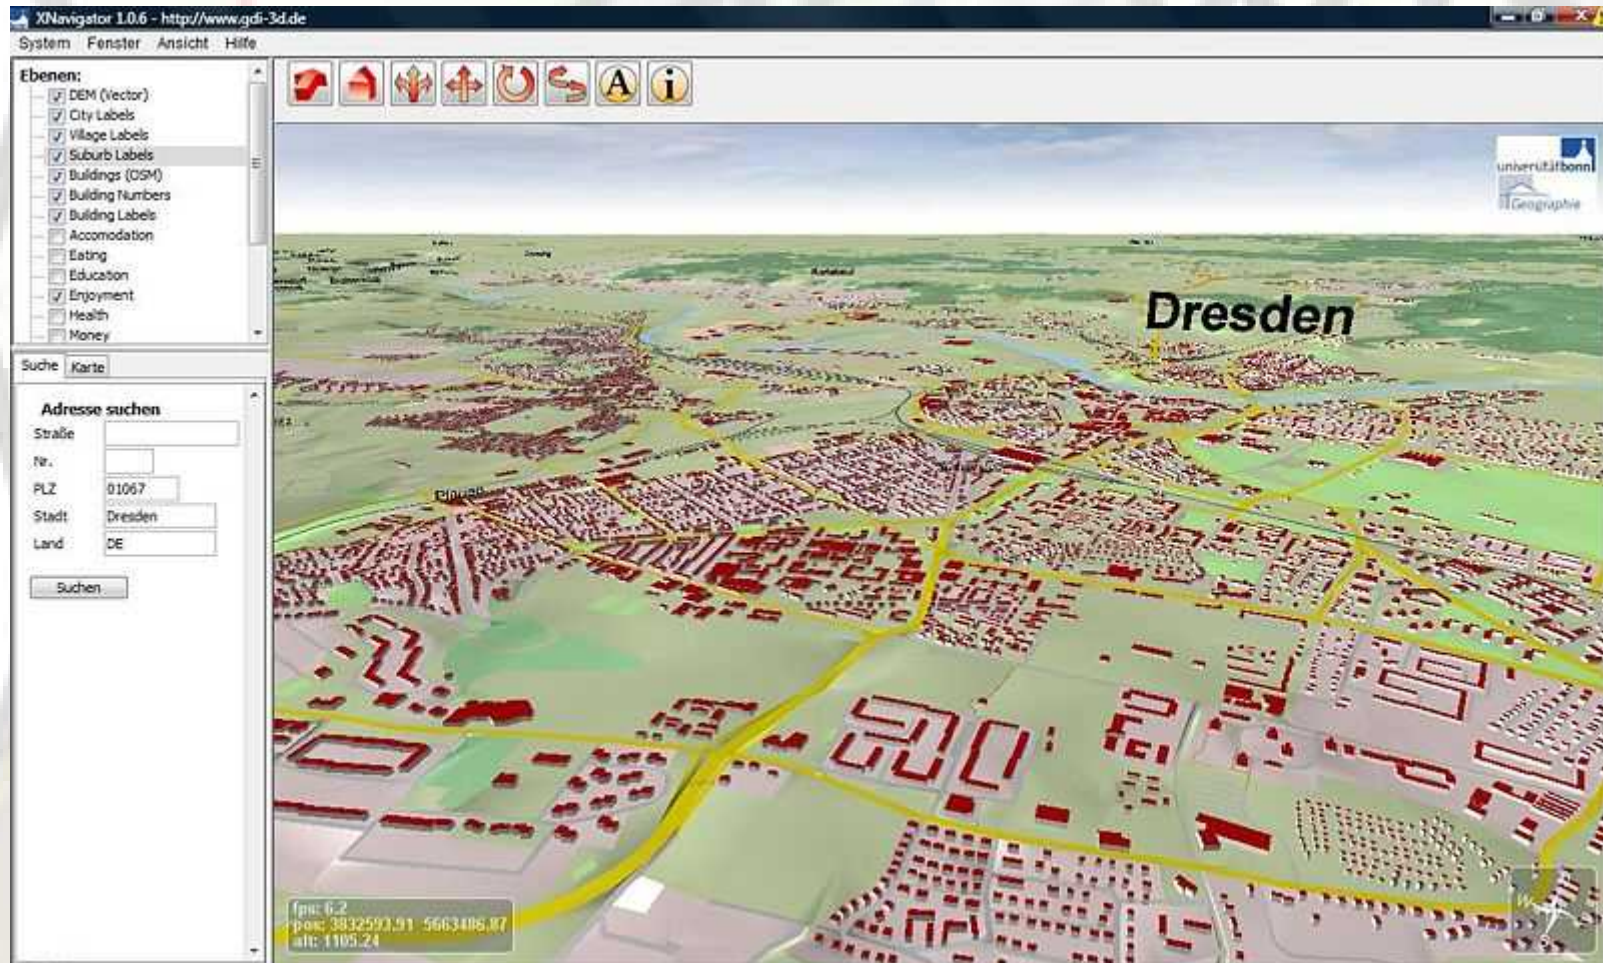 XNavigator 1.0.6 - http://www.gdi-3d.de
System Fenster Ansicht Hilfe
Ebenen:
DEM (Vector)
City Labels
Village Labels
Suburb Labels
Buildings (OSM)
Building Numbers
Building Labels
Accomodation
Eating
Education
Enjoyment
Health
Money
Suche Karte
Adresse suchen
Straße
Nr.
PLZ 01067
Stadt Dresden
Land DE
Suchen
A i
universitätbonn
Geographie
Dresden
Plauen
fps: 6.2
pos: 3832593.91 5663486.87
alt: 1105.24
W